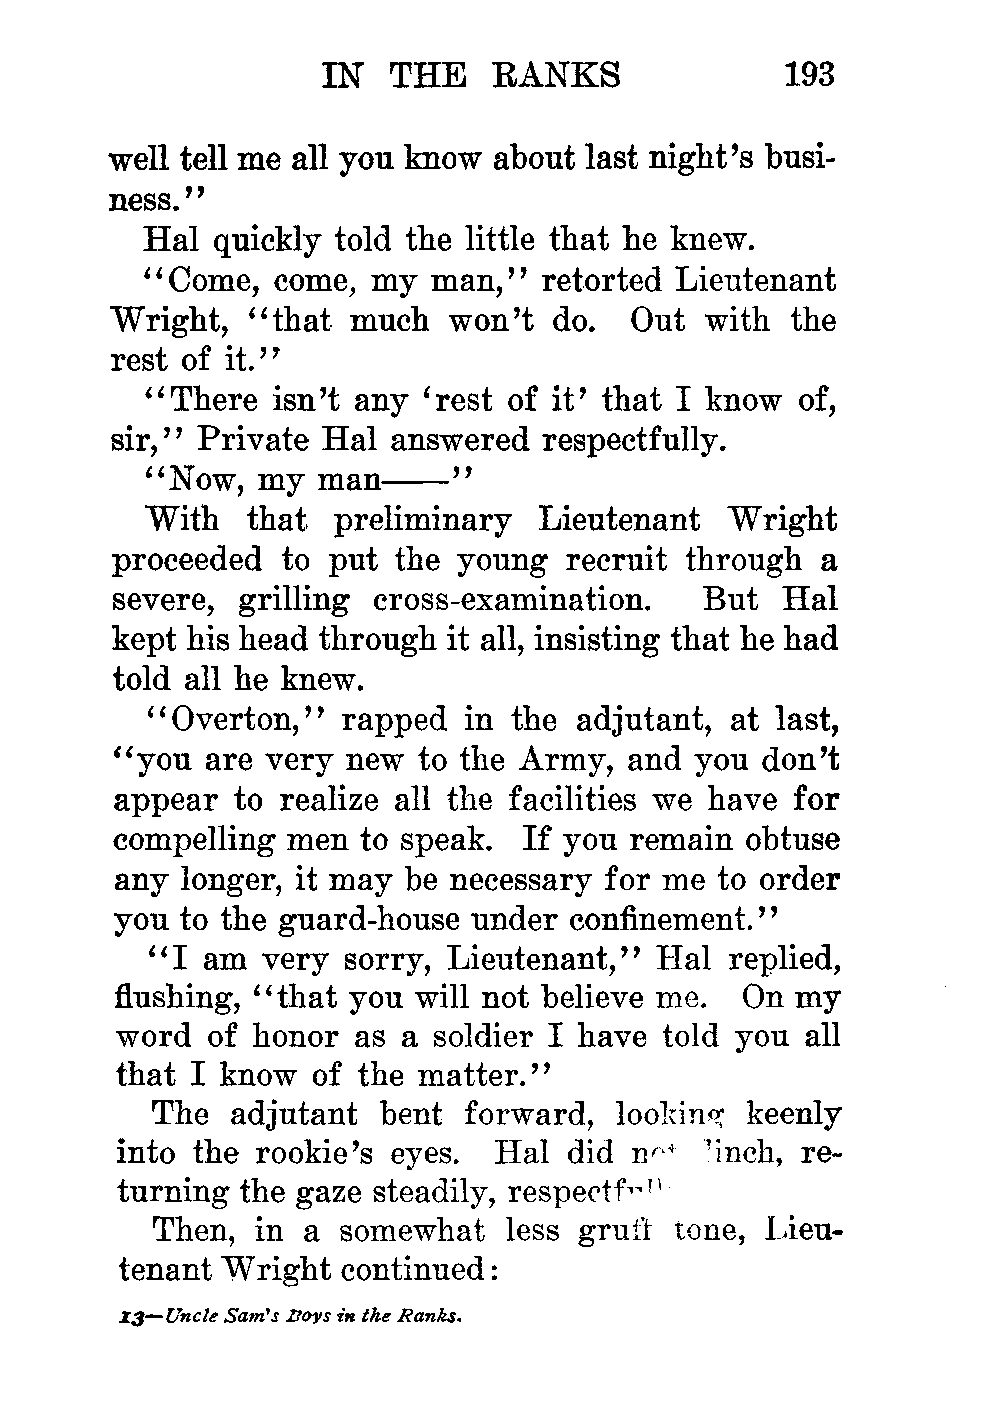 IN THE RANKS 193
well tell me all you know about last night's busi-
ness."
Hal quickly told the little that he knew.
"Come, come, my man," retorted Lieutenant
Wright, "that much won't do. Out with the
rest of it."
"There isn't any 'rest of it' that I know of,
sir," Private Hal answered respectfully.
"Now, my man——"
With that preliminary Lieutenant Wright
proceeded to put the young recruit through a
severe, grilling cross-examination. But Hal
kept his head through it all, insisting that he had
told all he knew.
"Overton," rapped in the adjutant, at last,
"you are very new to the Army, and you don't
appear to realize all the facilities we have for
compelling men to speak. If you remain obtuse
any longer, it may be necessary for me to order
you to the guard-house under confinement."
"I am very sorry, Lieutenant," Hal replied,
flushing, "that you will not believe me. On my
word of honor as a soldier I have told you all
that I know of the matter."
The adjutant bent forward, looking keenly
into the rookie's eyes. Hal did not re-
turning the gaze steadily,
Then, in a somewhat less gruff tone, Lieu-
tenant Wright continued:
13—Uncle Sam's Boys in the Ranks.